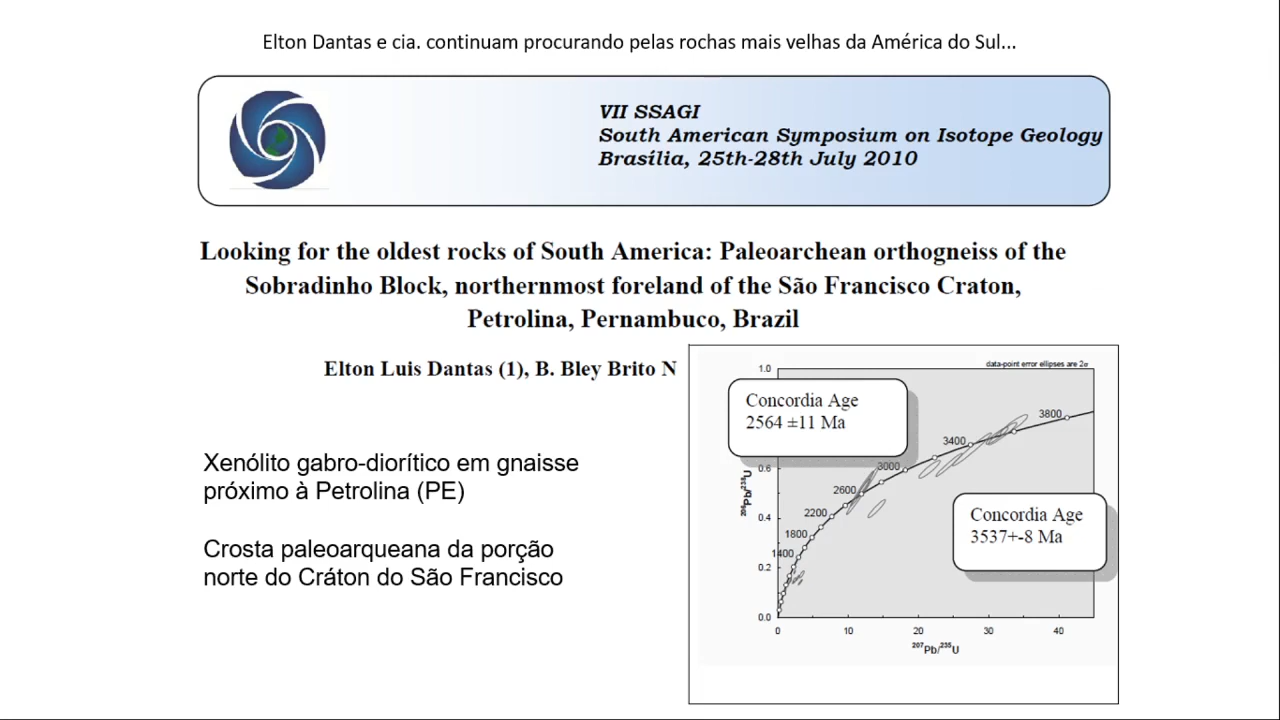 Elton Dantas e cia. continuam procurando pelas rochas mais velhas da América do Sul...
VII SSAGI
South American Symposium on Isotope Geology
Brasília, 25th-28th July 2010
Looking for the oldest rocks of South America: Paleoarchean orthogneiss of the
Sobradinho Block, northernmost foreland of the São Francisco Craton,
Petrolina, Pernambuco, Brazil
Elton Luis Dantas (1), B. Bley Brito N
Xenólito gabro-diorítico em gnaisse
próximo à Petrolina (PE)
Crosta paleoarqueana da porção
norte do Cráton do São Francisco
data-point error ellipses are 2σ
1.0
Concordia Age
2564 ±11 Ma
3800
3400
3000
0.6
2600
2200
0.4
1800
1400
0.2
0.0
²⁰⁶Pb/²³⁸U
Concordia Age
3537+-8 Ma
0 10 20 30 40
²⁰⁷Pb/²³⁵U